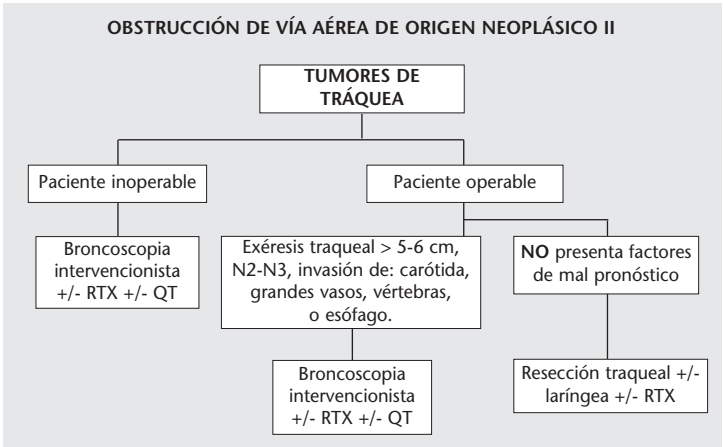 OBSTRUCCIÓN DE VÍA AÉREA DE ORIGEN NEOPLÁSICO II
TUMORES DE
TRÁQUEA
Paciente inoperable
Paciente operable
Broncoscopia
intervencionista
+/- RTX +/- QT
Exéresis traqueal > 5-6 cm,
N2-N3, invasión de: carótida,
grandes vasos, vértebras,
o esófago.
NO presenta factores
de mal pronóstico
Broncoscopia
intervencionista
+/- RTX +/- QT
Resección traqueal +/-
laríngea +/- RTX